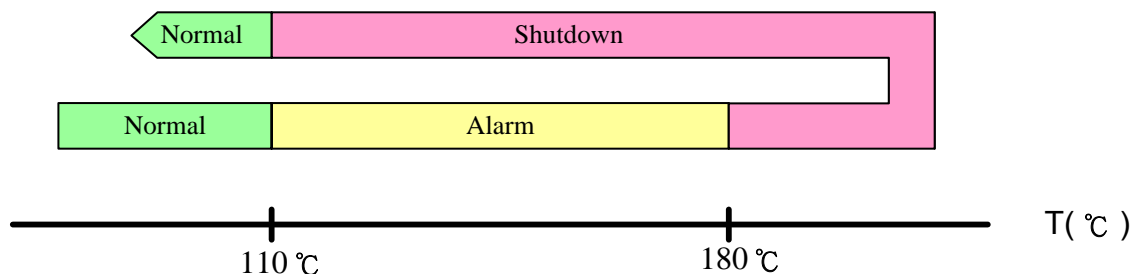 Normal Shutdown
Normal Alarm
T( ℃ )
110 ℃ 180 ℃